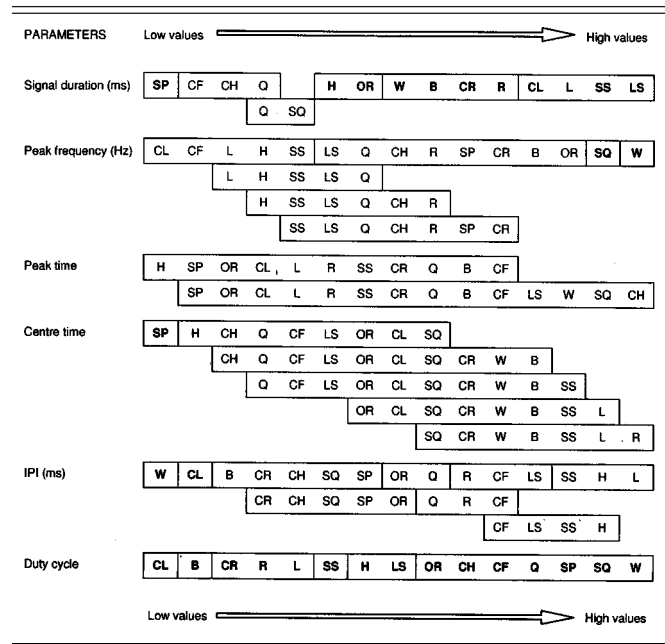 PARAMETERS Low values High values
Signal duration (ms) SP CF CH Q H OR W B CR R CL L SS LS
Q SQ
Peak frequency (Hz) CL CF L H SS LS Q CH R SP CR B OR SQ W
L H SS LS Q
H SS LS Q CH R
SS LS Q CH R SP CR
Peak time H SP OR CL L R SS CR Q B CF
SP OR CL L R SS CR Q B CF LS W SQ CH
Centre time SP H CH Q CF LS OR CL SQ
CH Q CF LS OR CL SQ CR W B
Q CF LS OR CL SQ CR W B SS
OR CL SQ CR W B SS L
SQ CR W B SS L R
IPI (ms) W CL B CR CH SQ SP OR Q R CF LS SS H L
CR CH SQ SP OR Q R CF
CF LS SS H
Duty cycle CL B CR R L SS H LS OR CH CF Q SP SQ W
Low values High values